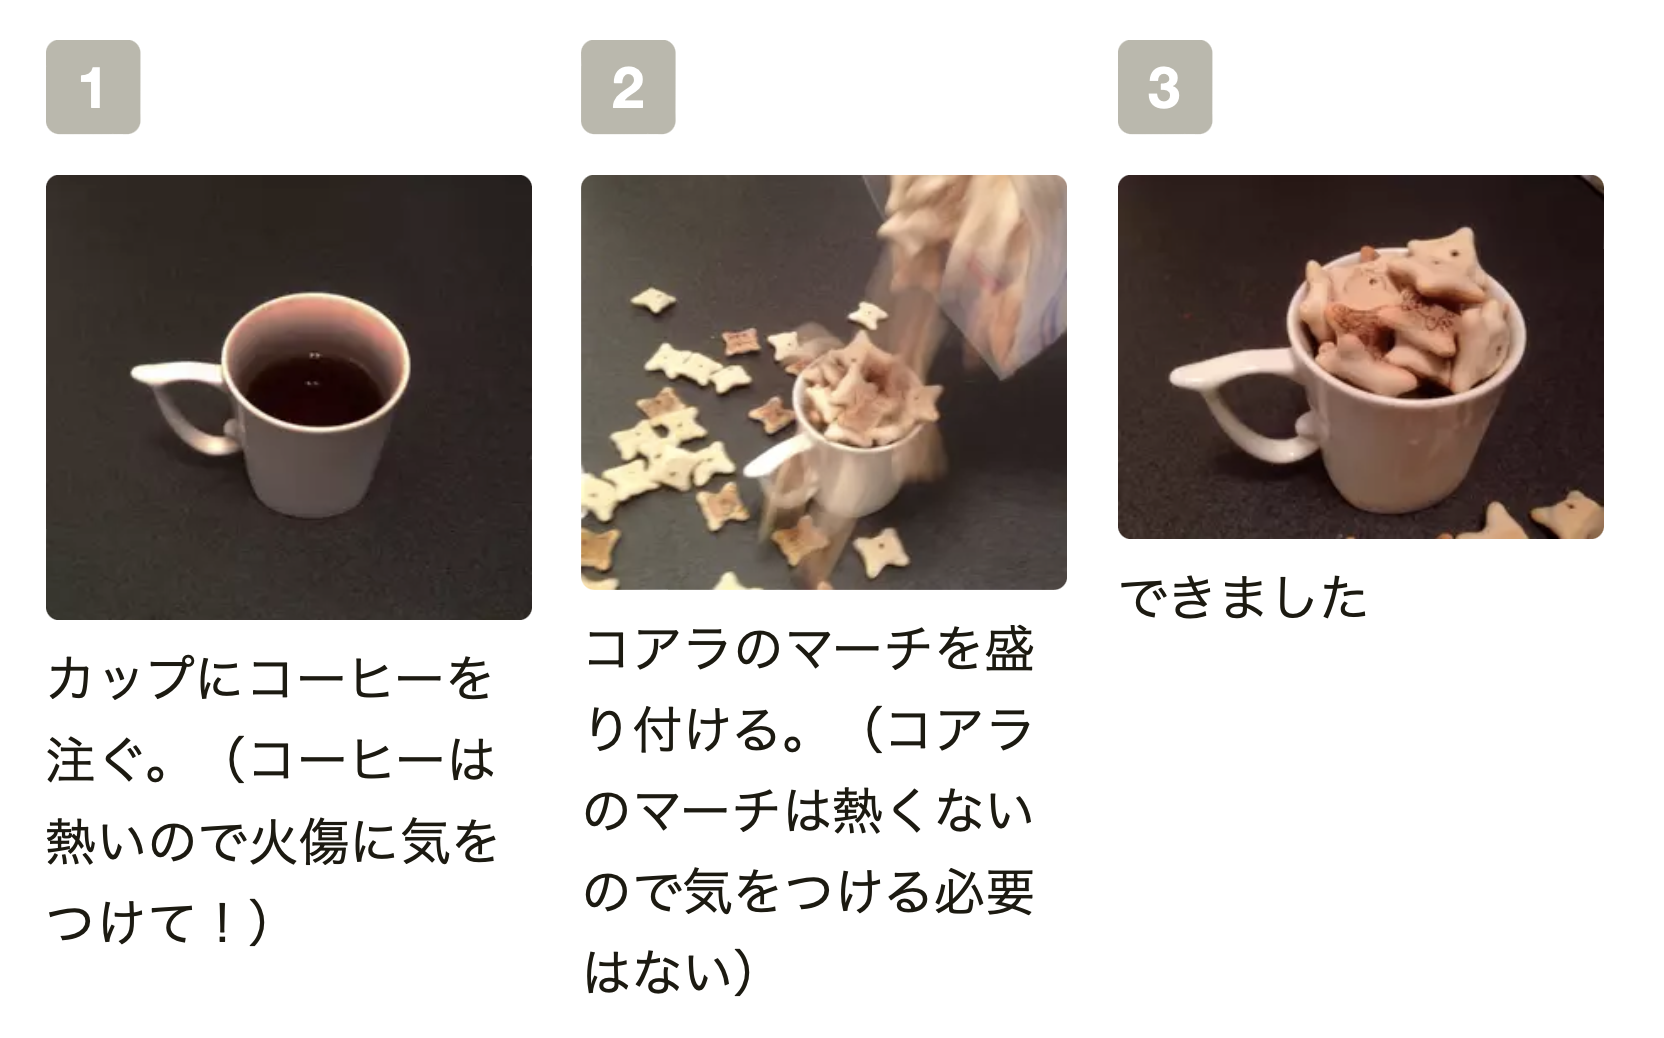 1
カップにコーヒーを
注ぐ。（コーヒーは
熱いので火傷に気を
つけて！）
2
コアラのマーチを盛
り付ける。（コアラ
のマーチは熱くない
ので気をつける必要
はない）
3
できました